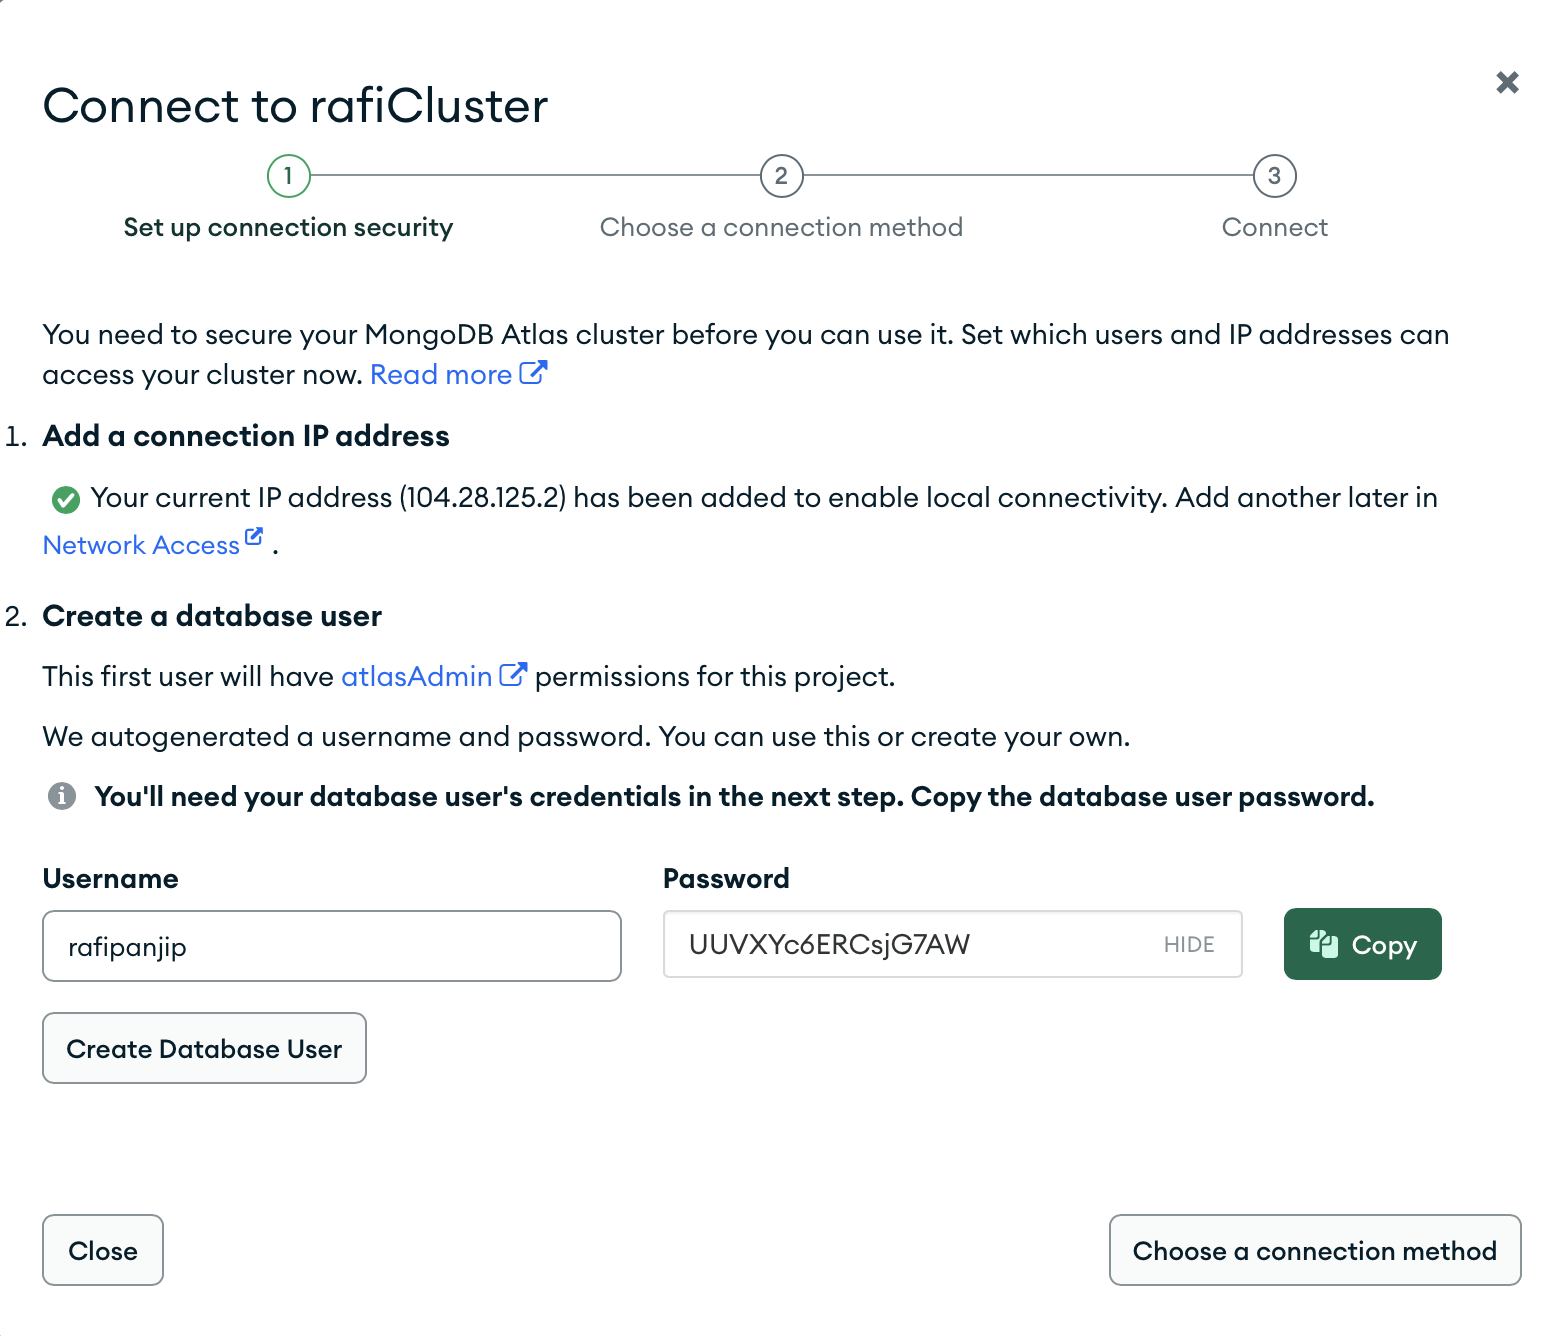 Connect to rafiCluster
1
2
3
Set up connection security
Choose a connection method
Connect
You need to secure your MongoDB Atlas cluster before you can use it. Set which users and IP addresses can
access your cluster now. Read more
1. Add a connection IP address
Your current IP address (104.28.125.2) has been added to enable local connectivity. Add another later in
Network Access .
2. Create a database user
This first user will have atlasAdmin permissions for this project.
We autogenerated a username and password. You can use this or create your own.
You'll need your database user's credentials in the next step. Copy the database user password.
Username
Password
rafipanjip
UUVXYc6ERCsjG7AW
HIDE
Copy
Create Database User
Close
Choose a connection method